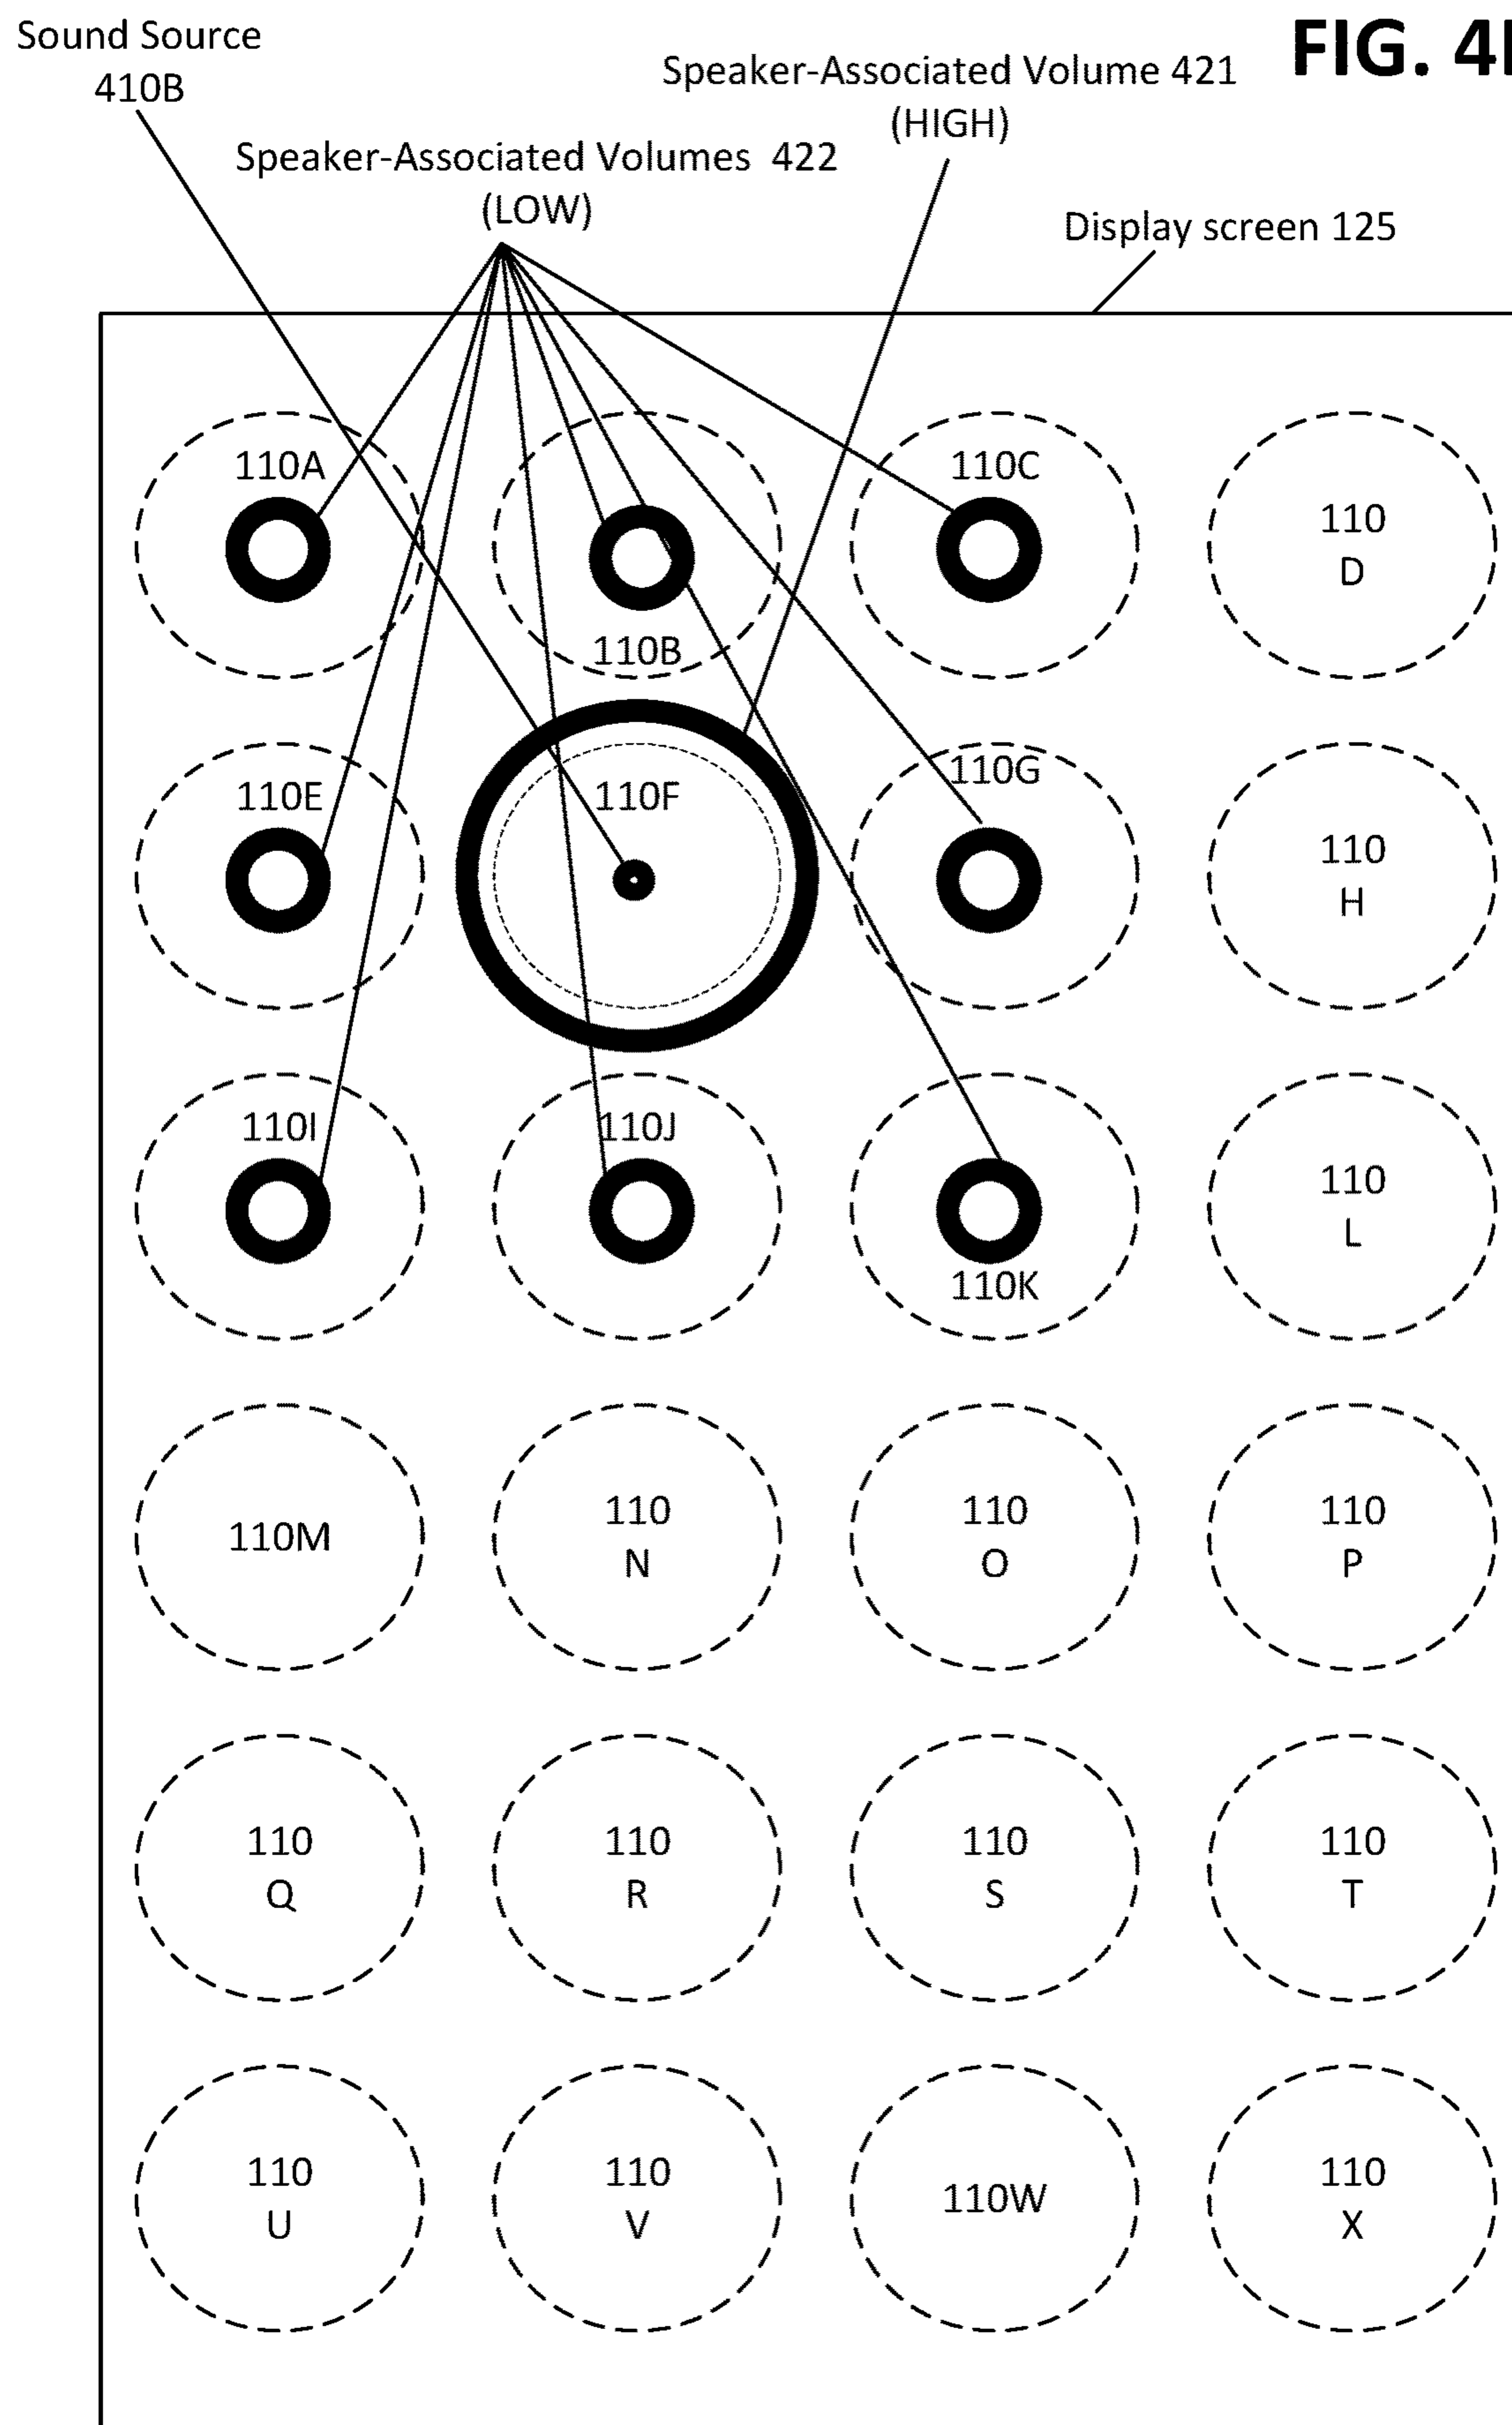 Sound Source
410B
FIG. 4
Speaker-Associated Volume 421
(HIGH)
Speaker-Associated Volumes 422
(LOW)
Display screen 125
110A
110B
110C
110
D
110E
110F
110G
110
H
110I
110J
110K
110
L
110M
110
N
110
O
110
P
110
Q
110
R
110
S
110
T
110
U
110
V
110W
110
X